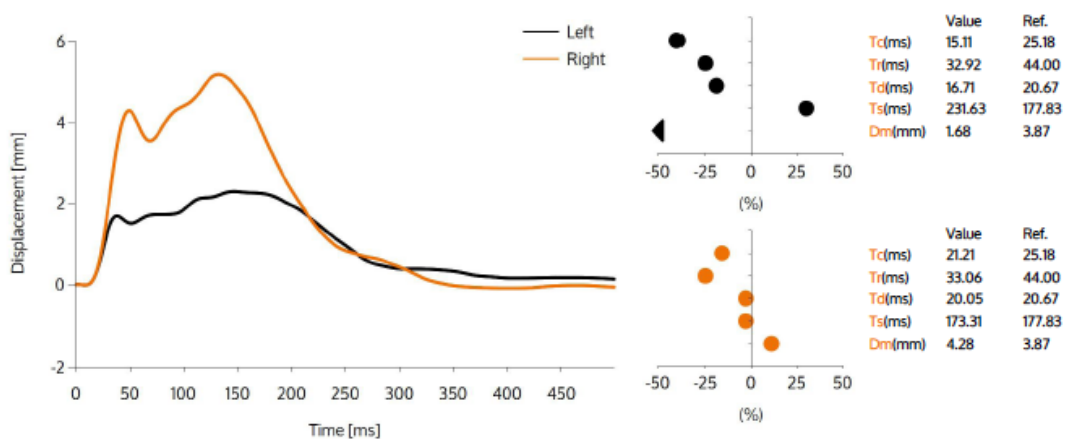 Displacement [mm]
6
4
2
0
-2
0 50 100 150 200 250 300 350 400 450
Time [ms]
Left
Right
-50 -25 0 25 50
(%)
Value Ref.
Tc(ms) 15.11 25.18
Tr(ms) 32.92 44.00
Td(ms) 16.71 20.67
Ts(ms) 231.63 177.83
Dm(mm) 1.68 3.87
-50 -25 0 25 50
(%)
Value Ref.
Tc(ms) 21.21 25.18
Tr(ms) 33.06 44.00
Td(ms) 20.05 20.67
Ts(ms) 173.31 177.83
Dm(mm) 4.28 3.87